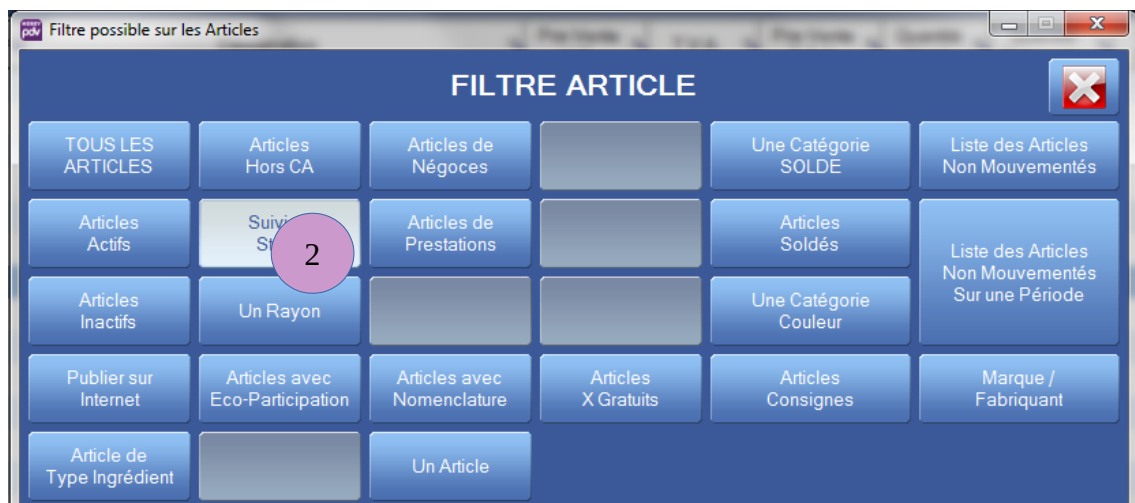 Filtre possible sur les Articles
FILTRE ARTICLE
TOUS LES
ARTICLES
Articles
Hors CA
Articles de
Négoces
Une Catégorie
SOLDE
Liste des Articles
Non Mouvementés
Articles
Actifs
2
Articles de
Prestations
Articles
Soldés
Liste des Articles
Non Mouvementés
Sur une Période
Articles
Inactifs
Un Rayon
Une Catégorie
Couleur
Publier sur
Internet
Articles avec
Eco-Participation
Articles avec
Nomenclature
Articles
X Gratuits
Articles
Consignes
Marque /
Fabriquant
Article de
Type Ingrédient
Un Article